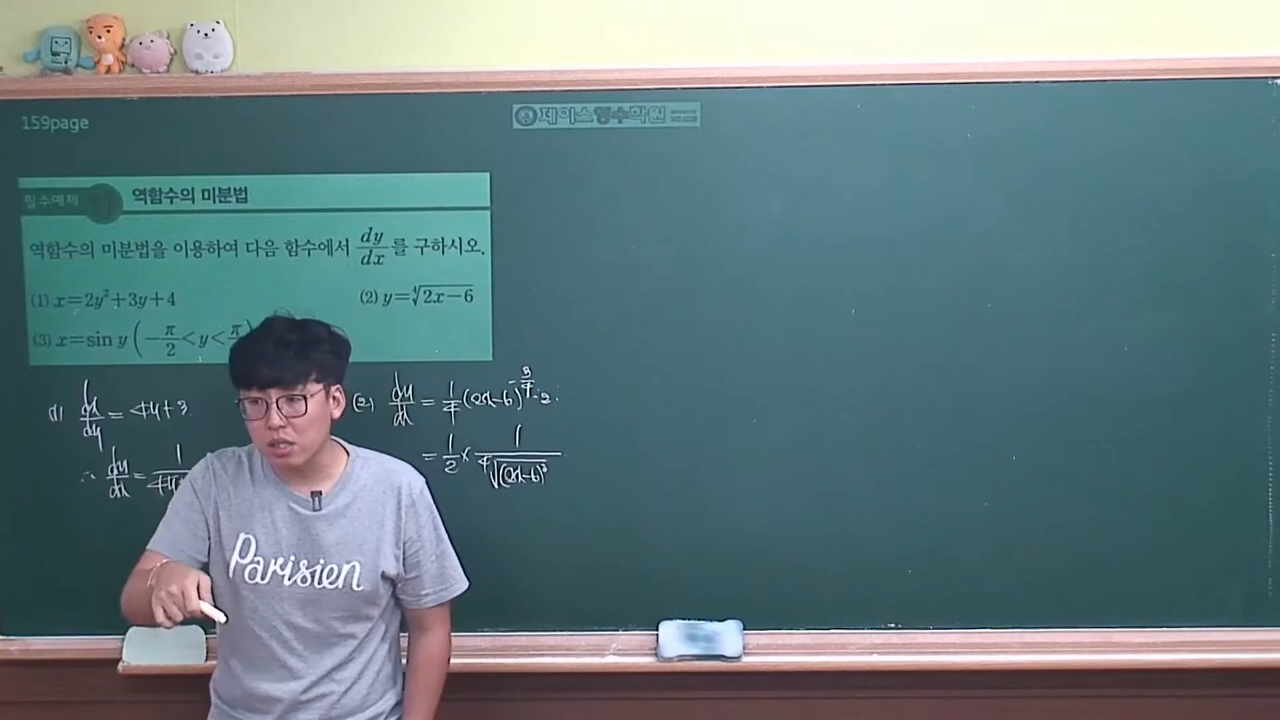 159page
제이스영수학원
필수예제
역함수의 미분법
역함수의 미분법을 이용하여 다음 함수에서 dy/dx를 구하시오.
(1) x=2y²+3y+4 (2) y=⁴√(2x-6)
(3) x=sin y (-π/2<y<π/
(1) dx/dy = 4y+3
∴ dy/dx = 1/4y
(2) dy/dx = 1/4 (2x-6)^(-3/4)·2
= 1/2 × 1/⁴√(2x-6)³
Parisien